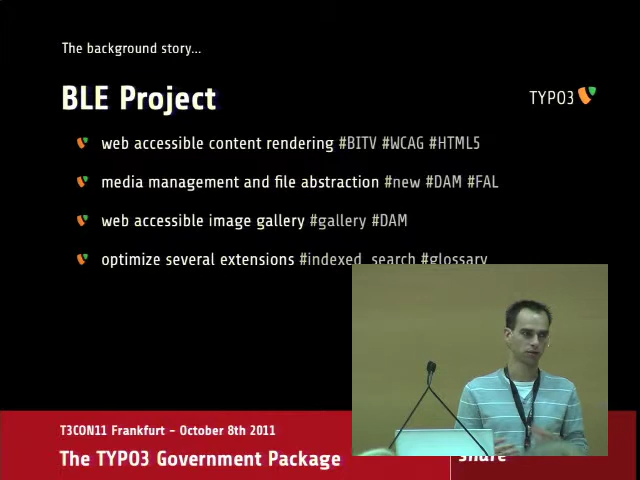 The background story...
BLE Project
TYPO3
web accessible content rendering #BITV #WCAG #HTML5
media management and file abstraction #new #DAM #FAL
web accessible image gallery #gallery #DAM
optimize several extensions #indexed_search #glossary
T3CON11 Frankfurt - October 8th 2011
The TYPO3 Government Package
share